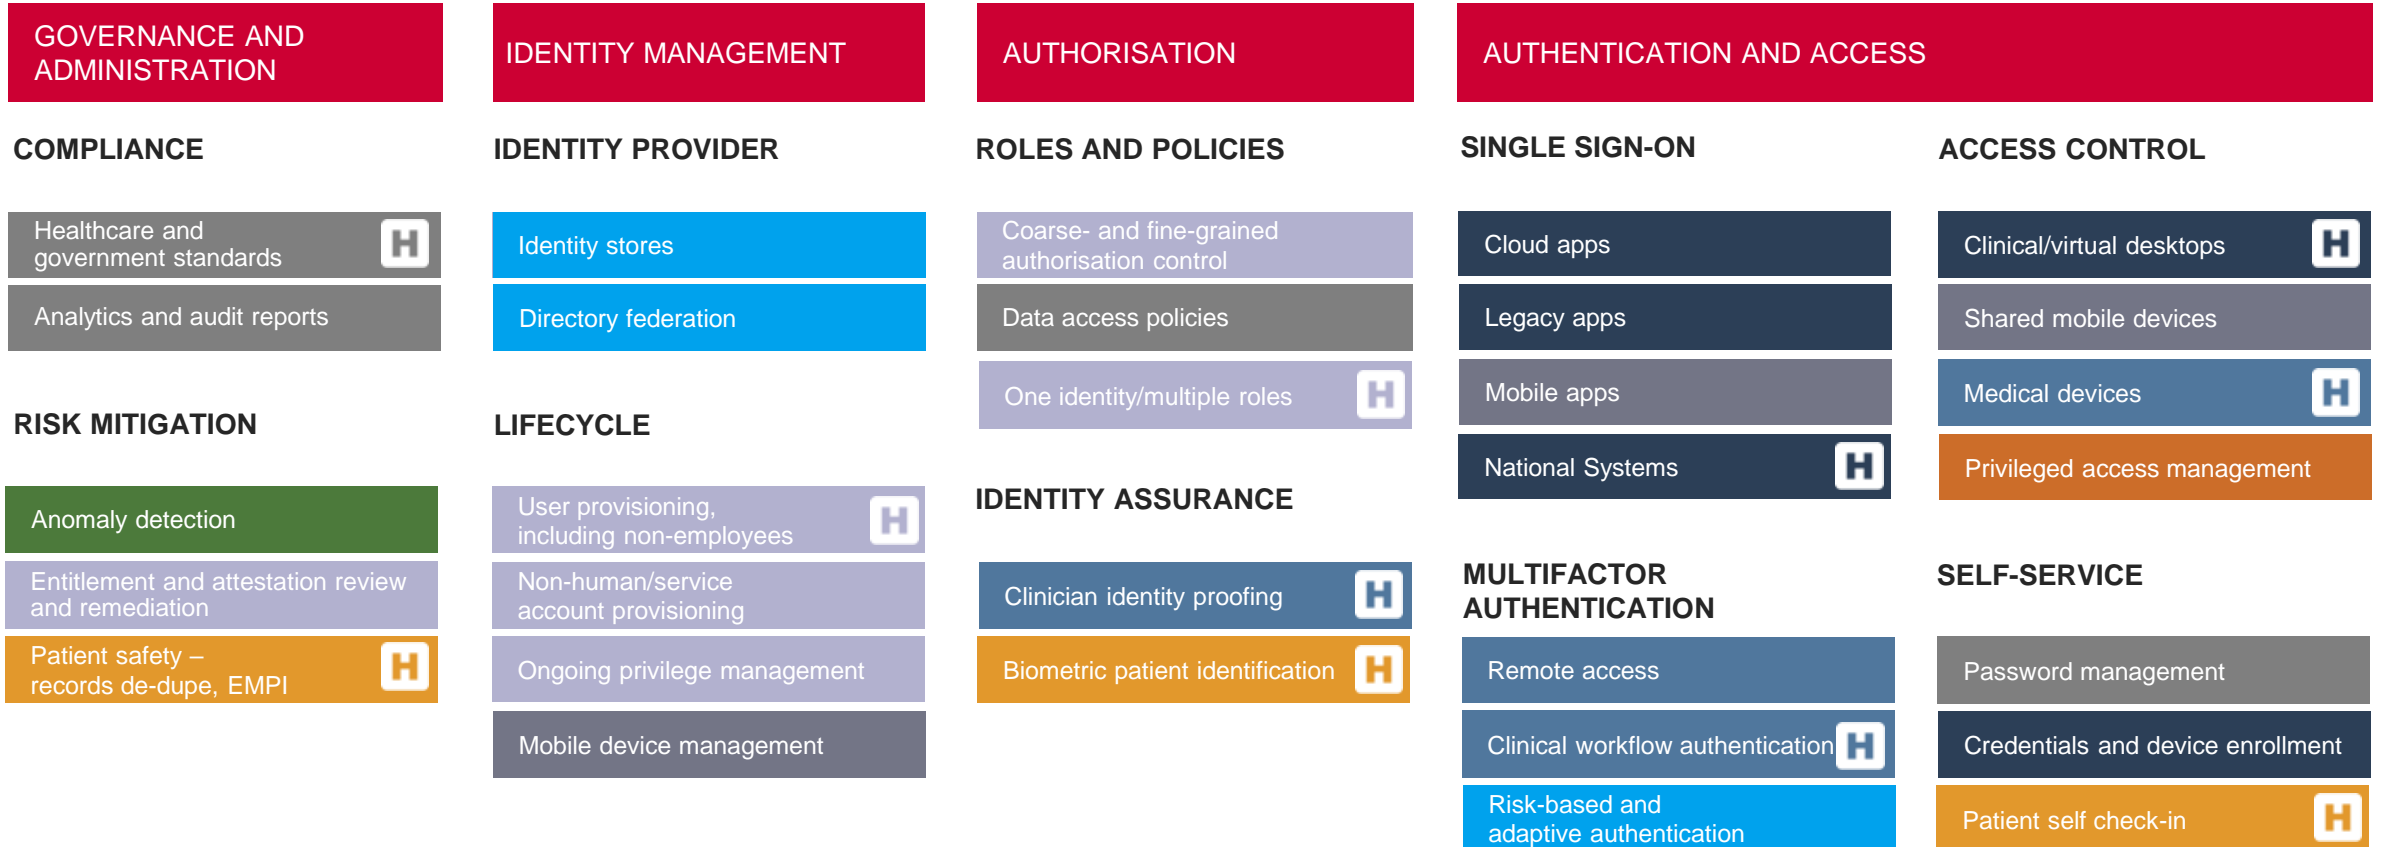 GOVERNANCE AND
ADMINISTRATION
COMPLIANCE
Healthcare and
government standards
H
Analytics and audit reports
RISK MITIGATION
Anomaly detection
Entitlement and attestation review
and remediation
Patient safety –
records de-dupe, EMPI
H
IDENTITY MANAGEMENT
IDENTITY PROVIDER
Identity stores
Directory federation
LIFECYCLE
User provisioning,
including non-employees
H
Non-human/service
account provisioning
Ongoing privilege management
Mobile device management
AUTHORISATION
ROLES AND POLICIES
Coarse- and fine-grained
authorisation control
Data access policies
One identity/multiple roles
H
IDENTITY ASSURANCE
Clinician identity proofing
H
Biometric patient identification
H
AUTHENTICATION AND ACCESS
SINGLE SIGN-ON
Cloud apps
Legacy apps
Mobile apps
National Systems
H
MULTIFACTOR
AUTHENTICATION
Remote access
Clinical workflow authentication
H
Risk-based and
adaptive authentication
ACCESS CONTROL
Clinical/virtual desktops
H
Shared mobile devices
Medical devices
H
Privileged access management
SELF-SERVICE
Password management
Credentials and device enrollment
Patient self check-in
H